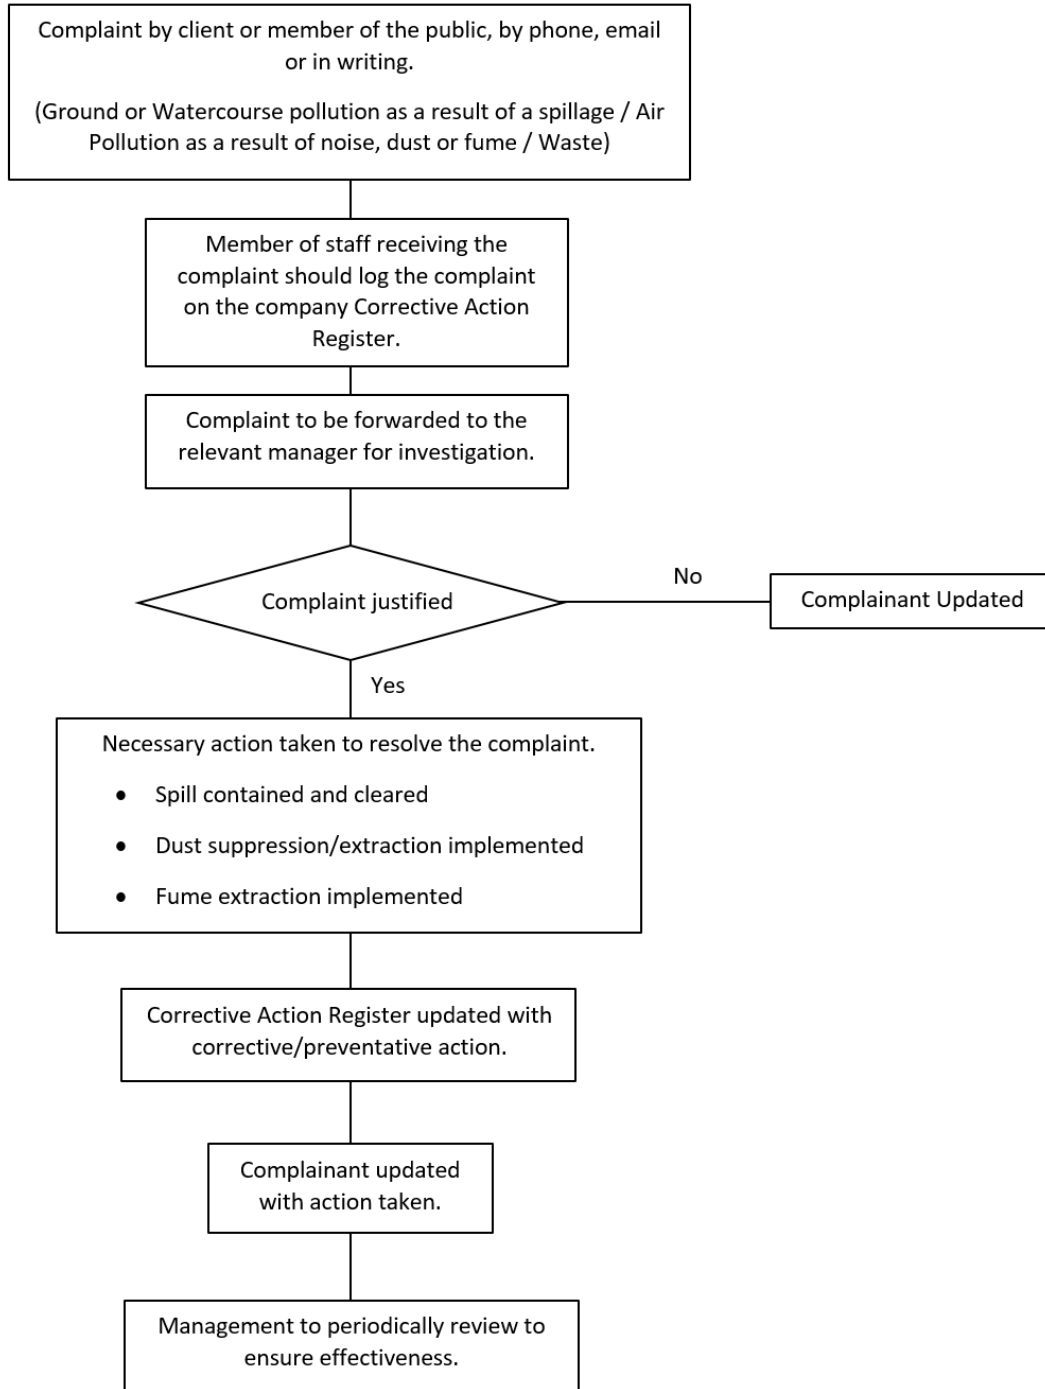 Complaint by client or member of the public, by phone, email
or in writing.
(Ground or Watercourse pollution as a result of a spillage / Air
Pollution as a result of noise, dust or fume / Waste)
Member of staff receiving the
complaint should log the complaint
on the company Corrective Action
Register.
Complaint to be forwarded to the
relevant manager for investigation.
Complaint justified
No
Complainant Updated
Yes
Necessary action taken to resolve the complaint.
• Spill contained and cleared
• Dust suppression/extraction implemented
• Fume extraction implemented
Corrective Action Register updated with
corrective/preventative action.
Complainant updated
with action taken.
Management to periodically review to
ensure effectiveness.